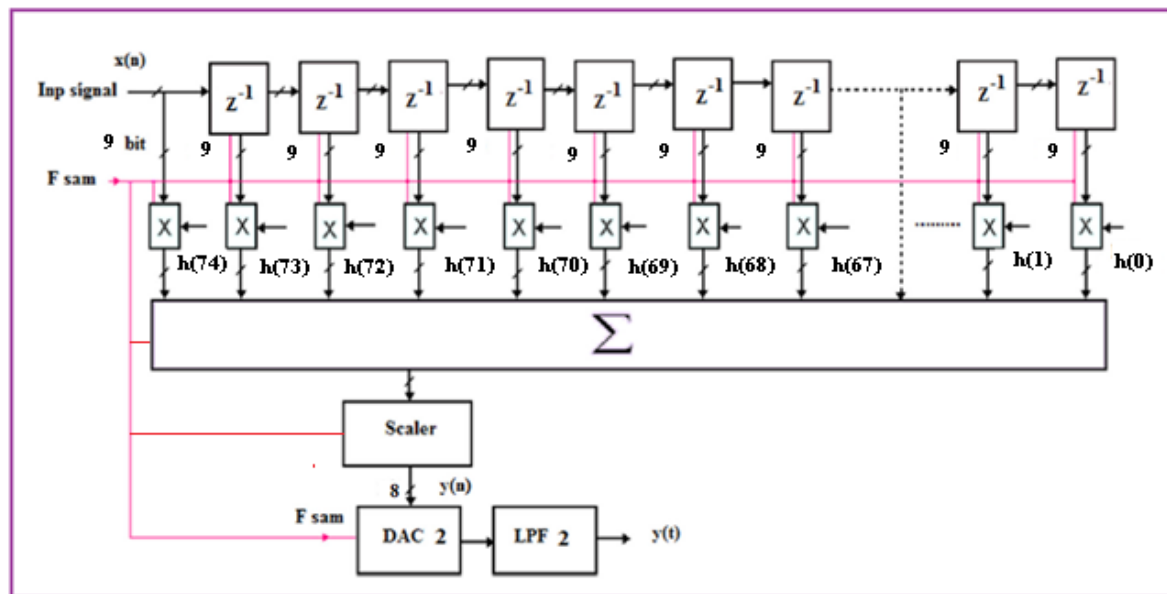 x(n)
Inp signal
z-1 z-1 z-1 z-1 z-1 z-1 z-1 z-1 z-1
9 bit 9 9 9 9 9 9 9 9 9
F sam
X X X X X X X X X X
h(74) h(73) h(72) h(71) h(70) h(69) h(68) h(67) h(1) h(0)
Σ
Scaler
8 y(n)
F sam
DAC 2 LPF 2 y(t)